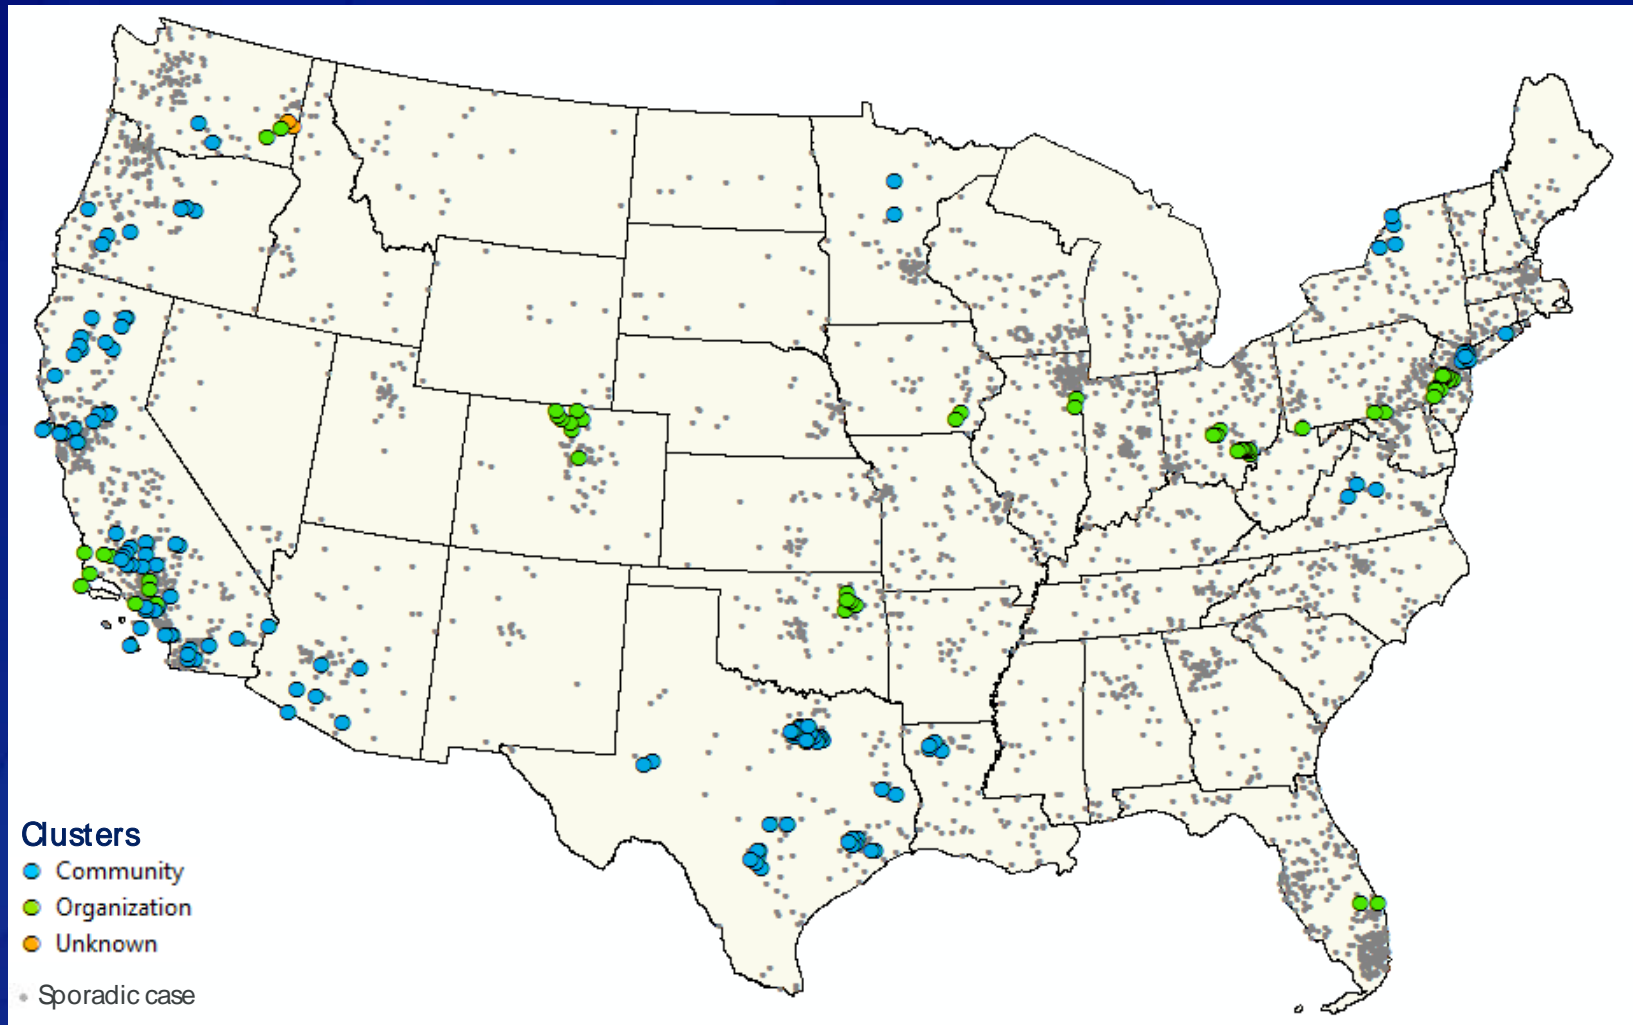 Clusters
Community
Organization
Unknown
Sporadic case